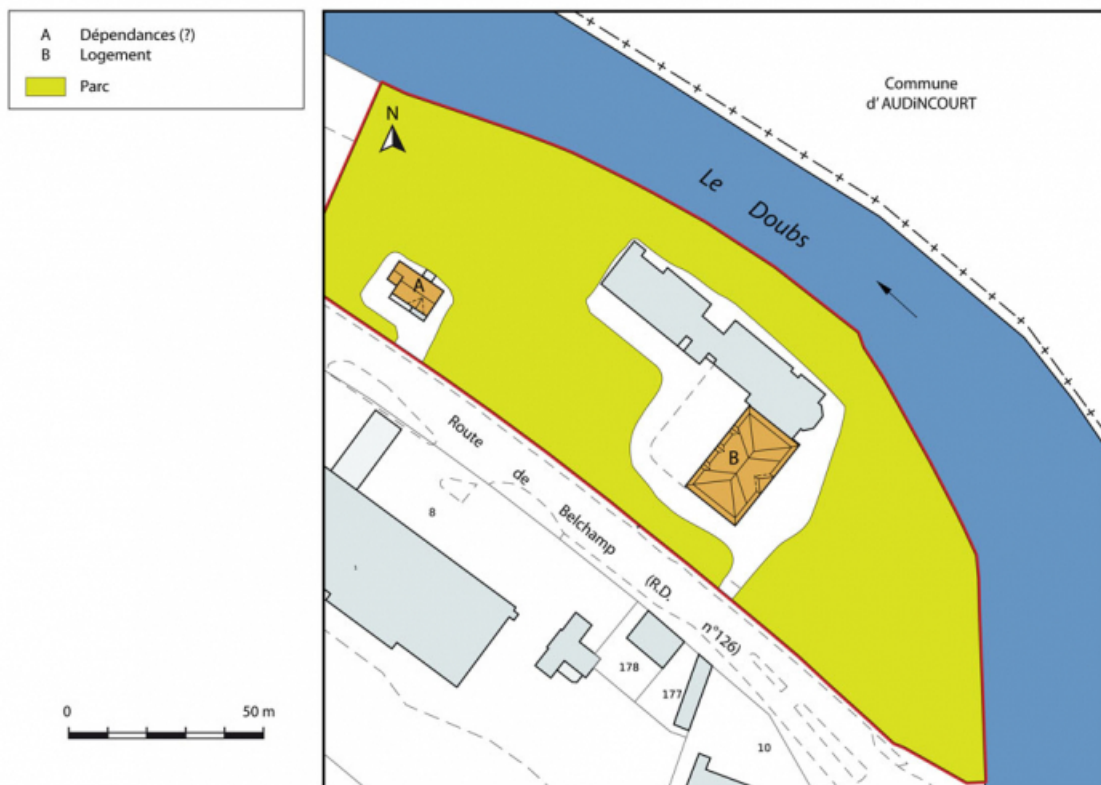 A Dépendances (?)
B Logement
Parc
Commune
d'AUDiNCOURT
N
Le Doubs
A
B
Route de Belchamp (R.D. n°126)
8
178
177
10
0 50 m